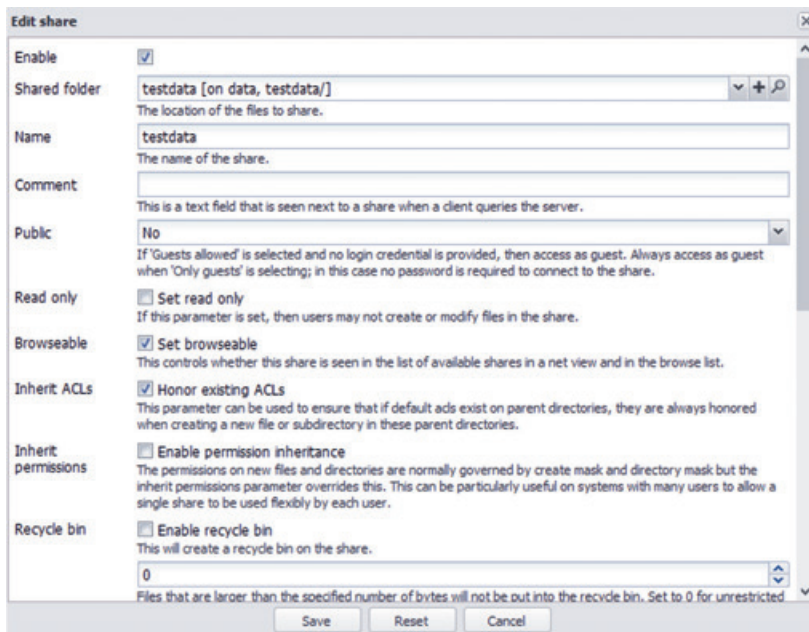 Edit share
Enable
Shared folder testdata [on data, testdata/]
The location of the files to share.
Name testdata
The name of the share.
Comment
This is a text field that is seen next to a share when a client queries the server.
Public No
If 'Guests allowed' is selected and no login credential is provided, then access as guest. Always access as guest
when 'Only guests' is selecting; in this case no password is required to connect to the share.
Read only Set read only
If this parameter is set, then users may not create or modify files in the share.
Browseable Set browseable
This controls whether this share is seen in the list of available shares in a net view and in the browse list.
Inherit ACLs Honor existing ACLs
This parameter can be used to ensure that if default acls exist on parent directories, they are always honored
when creating a new file or subdirectory in these parent directories.
Inherit permissions Enable permission inheritance
The permissions on new files and directories are normally governed by create mask and directory mask but the
inherit permissions parameter overrides this. This can be particularly useful on systems with many users to allow a
single share to be used flexibly by each user.
Recycle bin Enable recycle bin
This will create a recycle bin on the share.
0
Files that are larger than the specified number of bytes will not be put into the recycle bin. Set to 0 for unrestricted
Save Reset Cancel